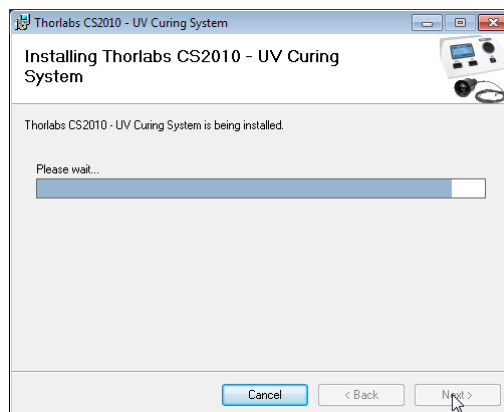 Thorlabs CS2010 - UV Curing System
Installing Thorlabs CS2010 - UV Curing
System
Thorlabs CS2010 - UV Curing System is being installed.
Please wait...
Cancel
< Back
Next >